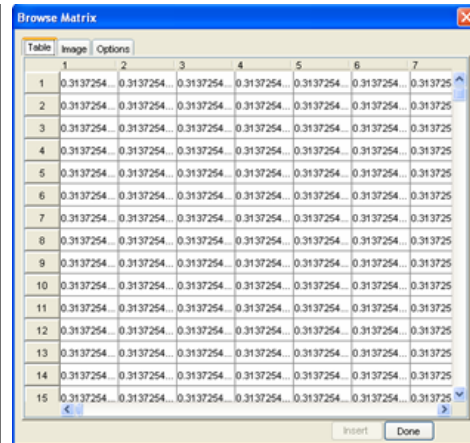 Browse Matrix
Table Image Options
1 2 3 4 5 6 7
1 0.3137254... 0.3137254... 0.3137254... 0.3137254... 0.3137254... 0.3137254... 0.313725
2 0.3137254... 0.3137254... 0.3137254... 0.3137254... 0.3137254... 0.3137254... 0.313725
3 0.3137254... 0.3137254... 0.3137254... 0.3137254... 0.3137254... 0.3137254... 0.313725
4 0.3137254... 0.3137254... 0.3137254... 0.3137254... 0.3137254... 0.3137254... 0.313725
5 0.3137254... 0.3137254... 0.3137254... 0.3137254... 0.3137254... 0.3137254... 0.313725
6 0.3137254... 0.3137254... 0.3137254... 0.3137254... 0.3137254... 0.3137254... 0.313725
7 0.3137254... 0.3137254... 0.3137254... 0.3137254... 0.3137254... 0.3137254... 0.313725
8 0.3137254... 0.3137254... 0.3137254... 0.3137254... 0.3137254... 0.3137254... 0.313725
9 0.3137254... 0.3137254... 0.3137254... 0.3137254... 0.3137254... 0.3137254... 0.313725
10 0.3137254... 0.3137254... 0.3137254... 0.3137254... 0.3137254... 0.3137254... 0.313725
11 0.3137254... 0.3137254... 0.3137254... 0.3137254... 0.3137254... 0.3137254... 0.313725
12 0.3137254... 0.3137254... 0.3137254... 0.3137254... 0.3137254... 0.3137254... 0.313725
13 0.3137254... 0.3137254... 0.3137254... 0.3137254... 0.3137254... 0.3137254... 0.313725
14 0.3137254... 0.3137254... 0.3137254... 0.3137254... 0.3137254... 0.3137254... 0.313725
15 0.3137254... 0.3137254... 0.3137254... 0.3137254... 0.3137254... 0.3137254... 0.313725
Insert Done